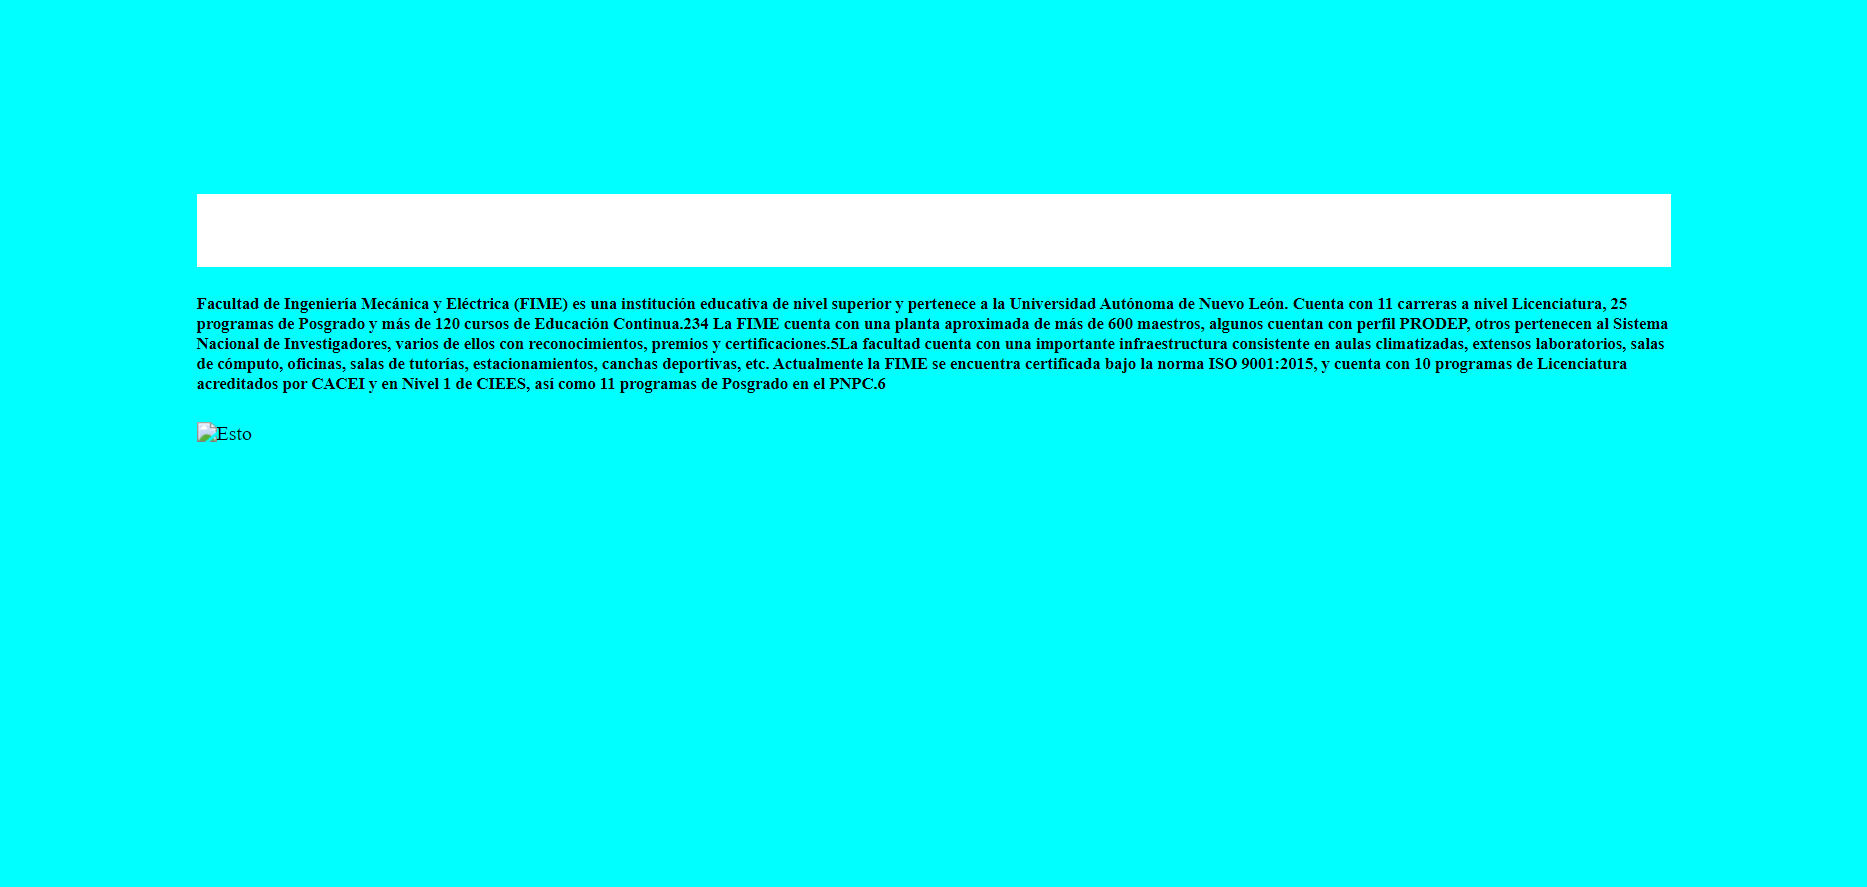 Facultad de Ingeniería Mecánica y Eléctrica (FIME) es una institución educativa de nivel superior y pertenece a la Universidad Autónoma de Nuevo León. Cuenta con 11 carreras a nivel Licenciatura, 25
programas de Posgrado y más de 120 cursos de Educación Continua.234 La FIME cuenta con una planta aproximada de más de 600 maestros, algunos cuentan con perfil PRODEP, otros pertenecen al Sistema
Nacional de Investigadores, varios de ellos con reconocimientos, premios y certificaciones.5La facultad cuenta con una importante infraestructura consistente en aulas climatizadas, extensos laboratorios, salas
de cómputo, oficinas, salas de tutorías, estacionamientos, canchas deportivas, etc. Actualmente la FIME se encuentra certificada bajo la norma ISO 9001:2015, y cuenta con 10 programas de Licenciatura
acreditados por CACEI y en Nivel 1 de CIEES, así como 11 programas de Posgrado en el PNPC.6
Esto